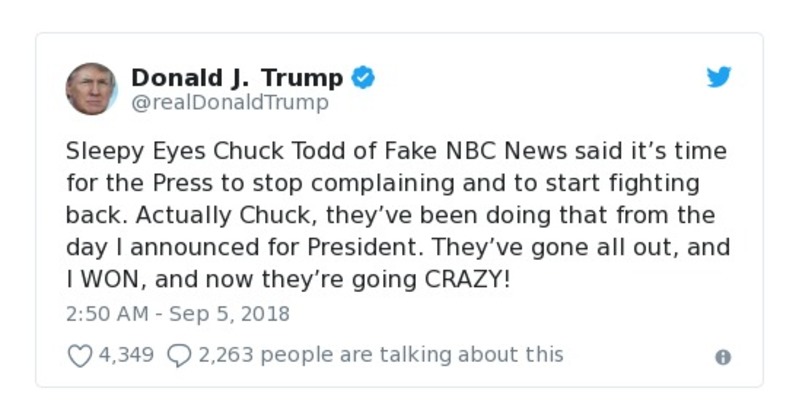 Donald J. Trump
@realDonaldTrump
Sleepy Eyes Chuck Todd of Fake NBC News said it’s time
for the Press to stop complaining and to start fighting
back. Actually Chuck, they’ve been doing that from the
day I announced for President. They’ve gone all out, and
I WON, and now they’re going CRAZY!
2:50 AM - Sep 5, 2018
4,349 2,263 people are talking about this